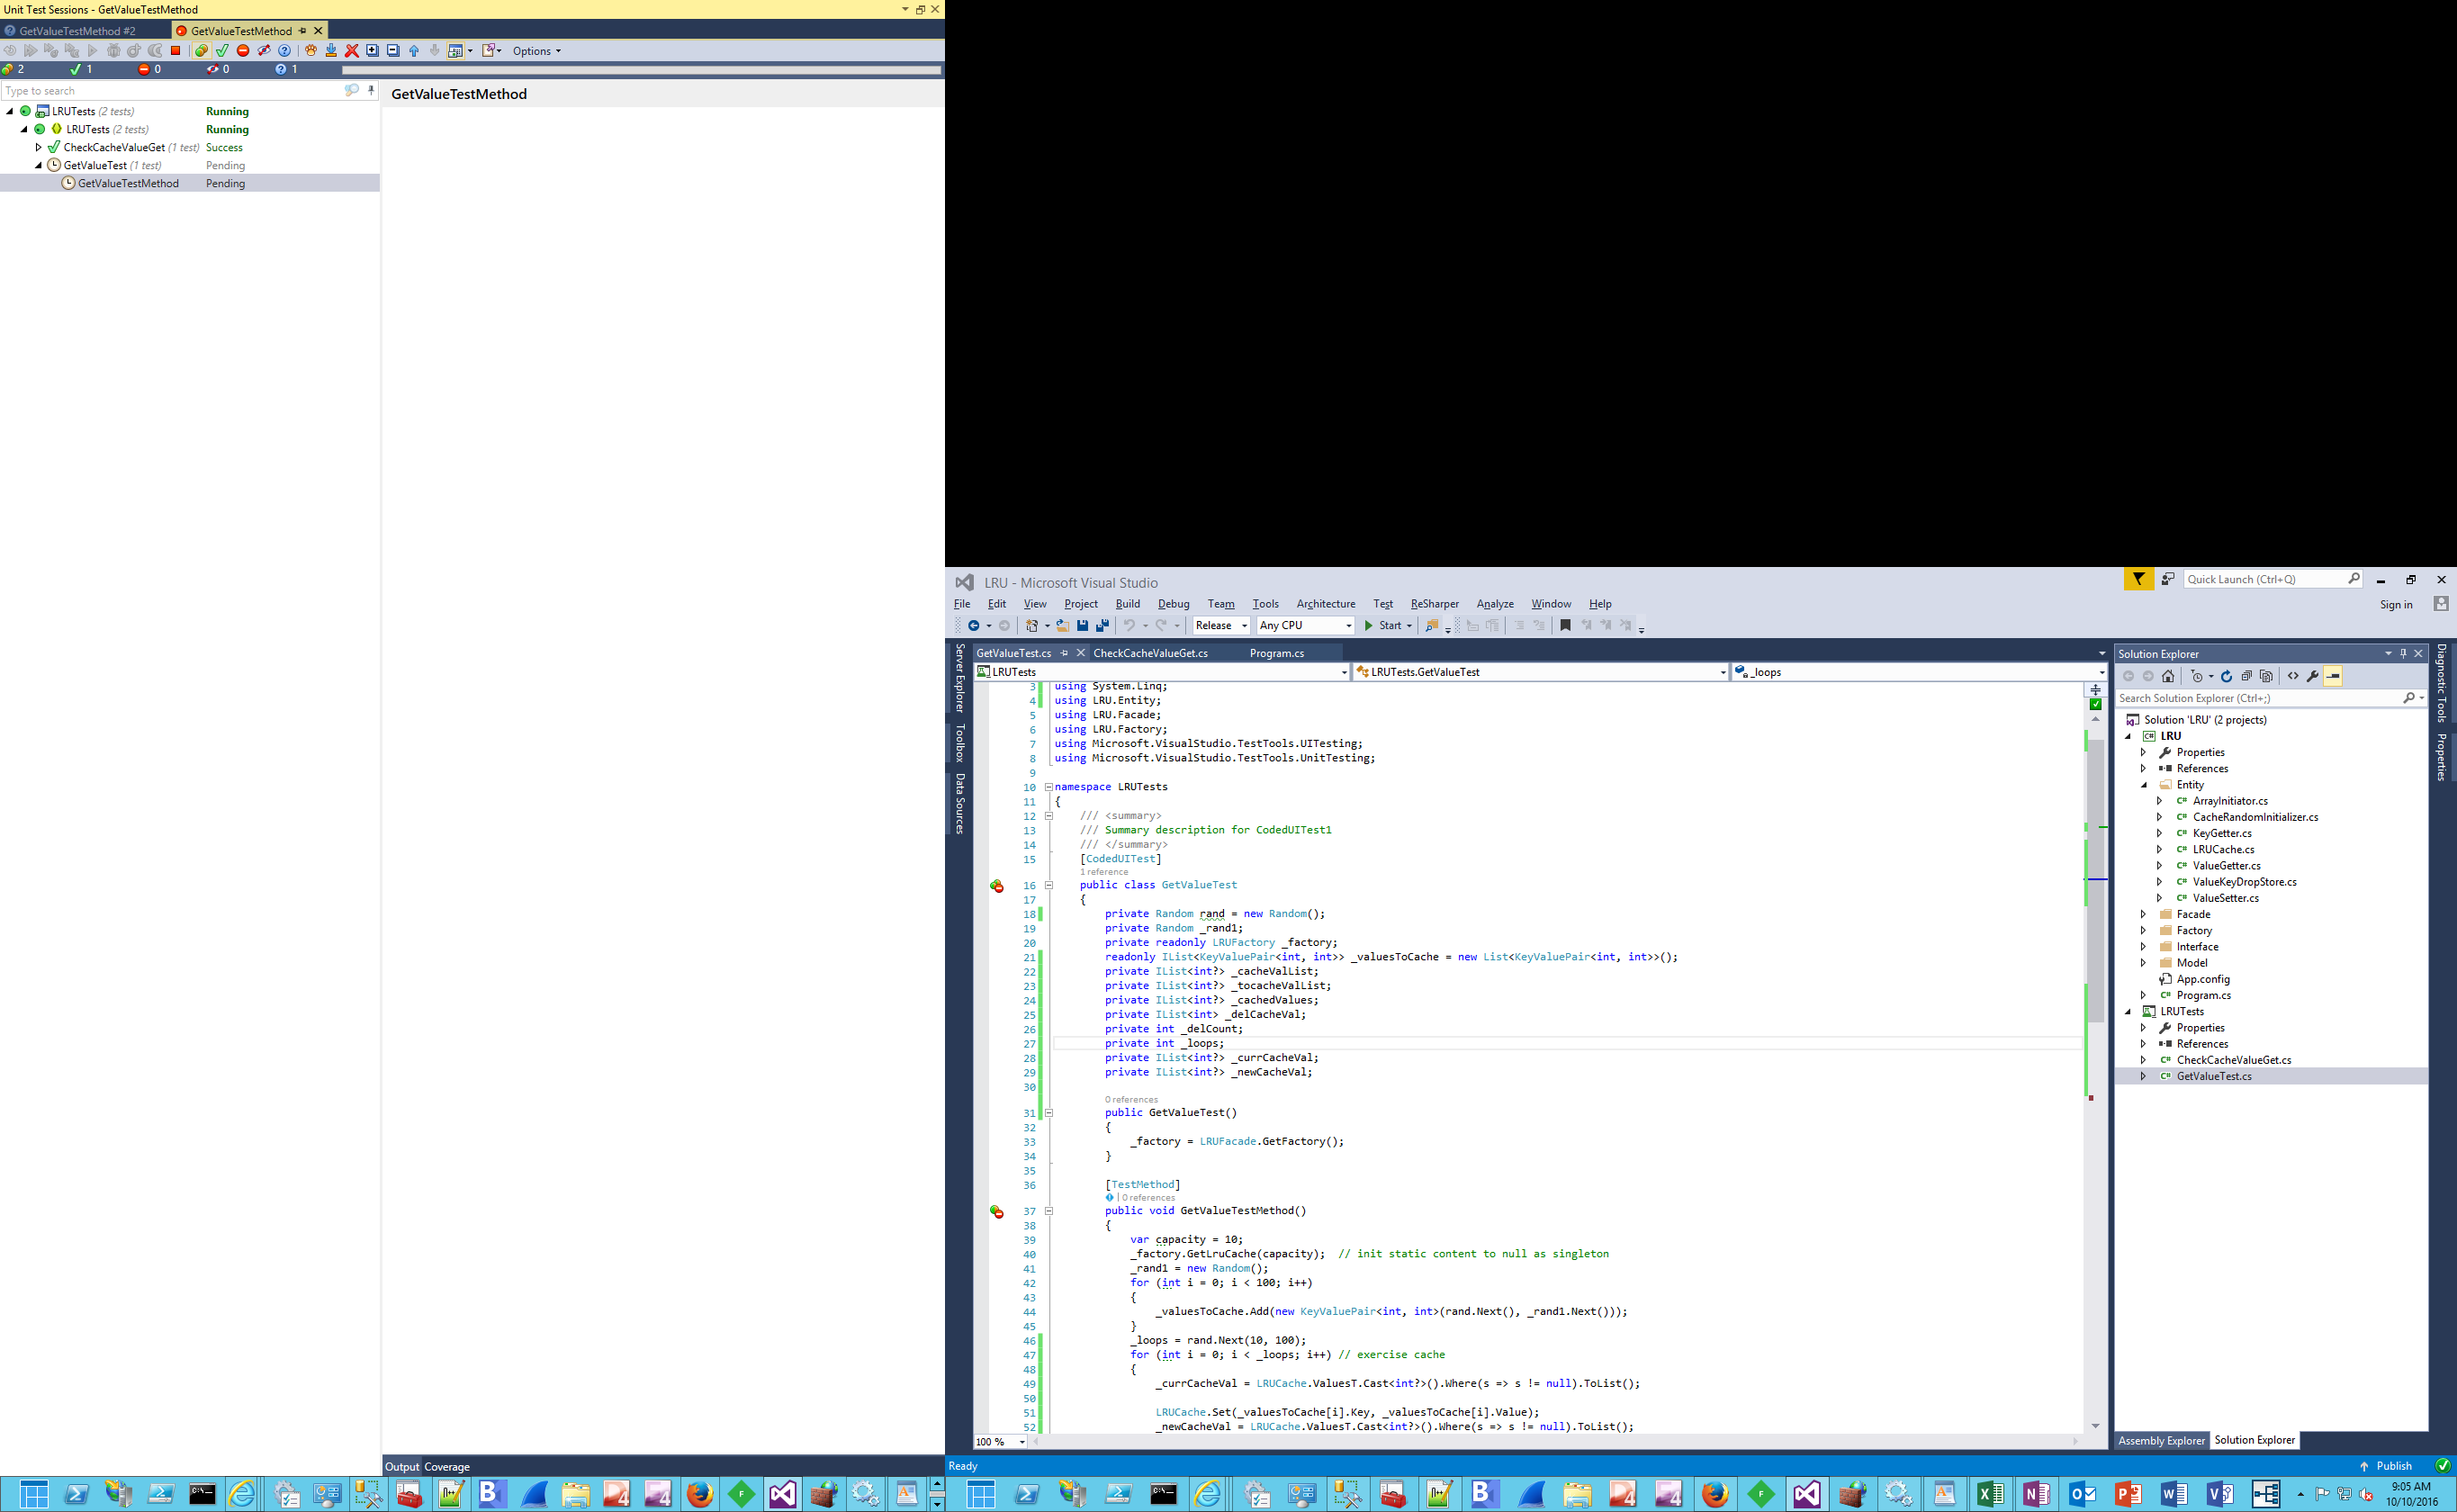 Unit Test Sessions - GetValueTestMethod
GetValueTestMethod #2
GetValueTestMethod
Options
2 1 0 0 1
Type to search
LRUTests (2 tests) Running
LRUTests (2 tests) Running
CheckCacheValueGet (1 test) Success
GetValueTest (1 test) Pending
GetValueTestMethod Pending
GetValueTestMethod
Output Coverage
LRU - Microsoft Visual Studio
Quick Launch (Ctrl+Q)
File Edit View Project Build Debug Team Tools Architecture Test ReSharper Analyze Window Help
Sign in
Release Any CPU Start
Server Explorer
Toolbox
Data Sources
GetValueTest.cs CheckCacheValueGet.cs Program.cs
LRUTests LRUTests.GetValueTest _loops
3 using System.Linq;
4 using LRU.Entity;
5 using LRU.Facade;
6 using LRU.Factory;
7 using Microsoft.VisualStudio.TestTools.UITesting;
8 using Microsoft.VisualStudio.TestTools.UnitTesting;
9
10 namespace LRUTests
11 {
12 /// <summary>
13 /// Summary description for CodedUITest1
14 /// </summary>
15 [CodedUITest]
1 reference
16 public class GetValueTest
17 {
18 private Random rand = new Random();
19 private Random _rand1;
20 private readonly LRUFactory _factory;
21 readonly IList<KeyValuePair<int, int>> _valuesToCache = new List<KeyValuePair<int, int>>();
22 private IList<int?> _cacheValList;
23 private IList<int?> _tocacheValList;
24 private IList<int?> _cachedValues;
25 private IList<int> _delCacheVal;
26 private int _delCount;
27 private int _loops;
28 private IList<int?> _currCacheVal;
29 private IList<int?> _newCacheVal;
30
0 references
31 public GetValueTest()
32 {
33 _factory = LRUFacade.GetFactory();
34 }
35
36 [TestMethod]
| 0 references
37 public void GetValueTestMethod()
38 {
39 var capacity = 10;
40 _factory.GetLruCache(capacity); // init static content to null as singleton
41 _rand1 = new Random();
42 for (int i = 0; i < 100; i++)
43 {
44 _valuesToCache.Add(new KeyValuePair<int, int>(rand.Next(), _rand1.Next()));
45 }
46 _loops = rand.Next(10, 100);
47 for (int i = 0; i < _loops; i++) // exercise cache
48 {
49 _currCacheVal = LRUCache.ValuesT.Cast<int?>().Where(s => s != null).ToList();
50
51 LRUCache.Set(_valuesToCache[i].Key, _valuesToCache[i].Value);
52 _newCacheVal = LRUCache.ValuesT.Cast<int?>().Where(s => s != null).ToList();
100 %
Solution Explorer
Search Solution Explorer (Ctrl+;)
Solution 'LRU' (2 projects)
LRU
Properties
References
Entity
ArrayInitiator.cs
CacheRandomInitializer.cs
KeyGetter.cs
LRUCache.cs
ValueGetter.cs
ValueKeyDropStore.cs
ValueSetter.cs
Facade
Factory
Interface
Model
App.config
Program.cs
LRUTests
Properties
References
CheckCacheValueGet.cs
GetValueTest.cs
Assembly Explorer Solution Explorer
Diagnostic Tools
Properties
Ready
Publish
9:05 AM
10/10/2016